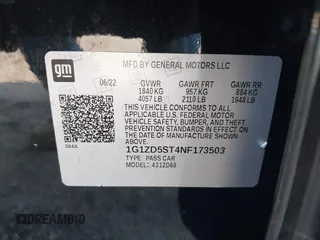 gm
MFD BY GENERAL MOTORS LLC
06/22 GVWR GAWR FRT GAWR RR
1840 KG 957 KG 884 KG
4057 LB 2110 LB 1948 LB
THIS VEHICLE CONFORMS TO ALL
APPLICABLE U.S. FEDERAL MOTOR
VEHICLE SAFETY, BUMPER, AND THEFT
PREVENTION STANDARDS IN EFFECT ON THE
DATE OF MANUFACTURE SHOWN ABOVE.
1G1ZD5ST4NF173503
TYPE: PASS CAR
MODEL: 431ZD69
DREAMBID